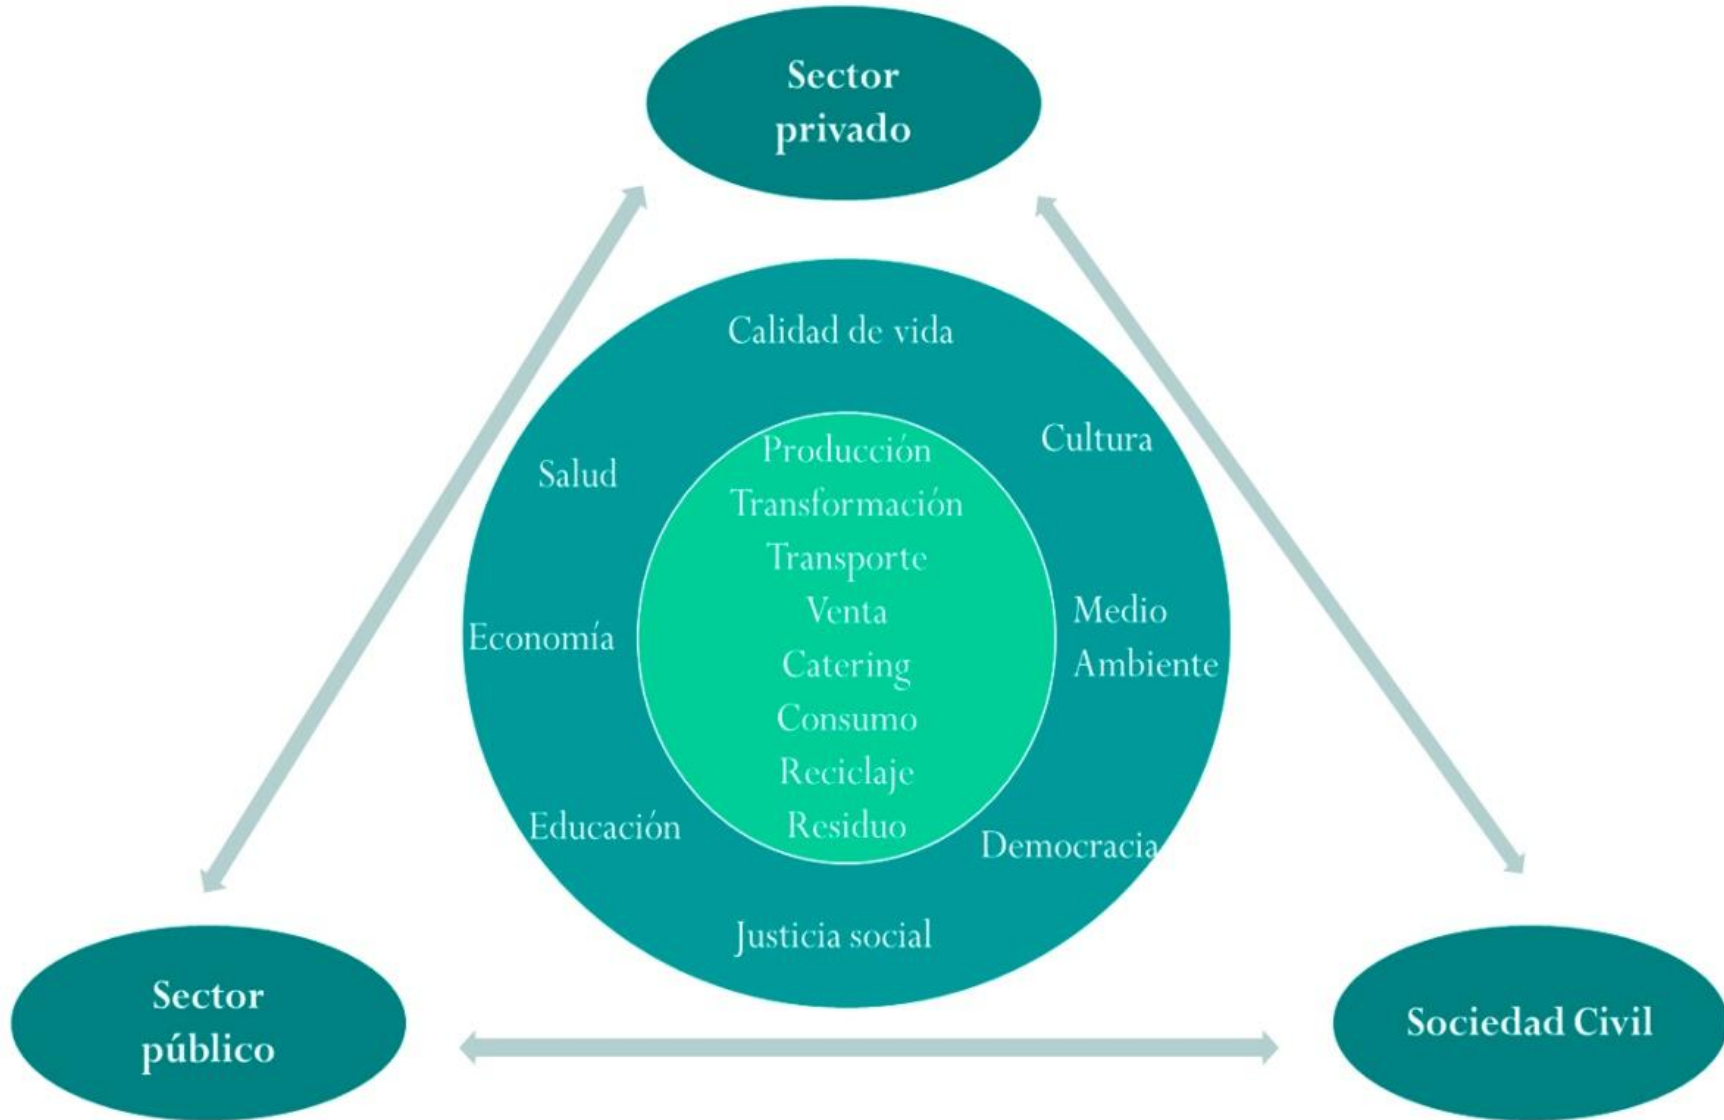 Sector
privado
Calidad de vida
Cultura
Salud
Producción
Transformación
Transporte
Venta
Catering
Consumo
Reciclaje
Residuo
Economía
Medio
Ambiente
Educación
Democracia
Justicia social
Sector
público
Sociedad Civil